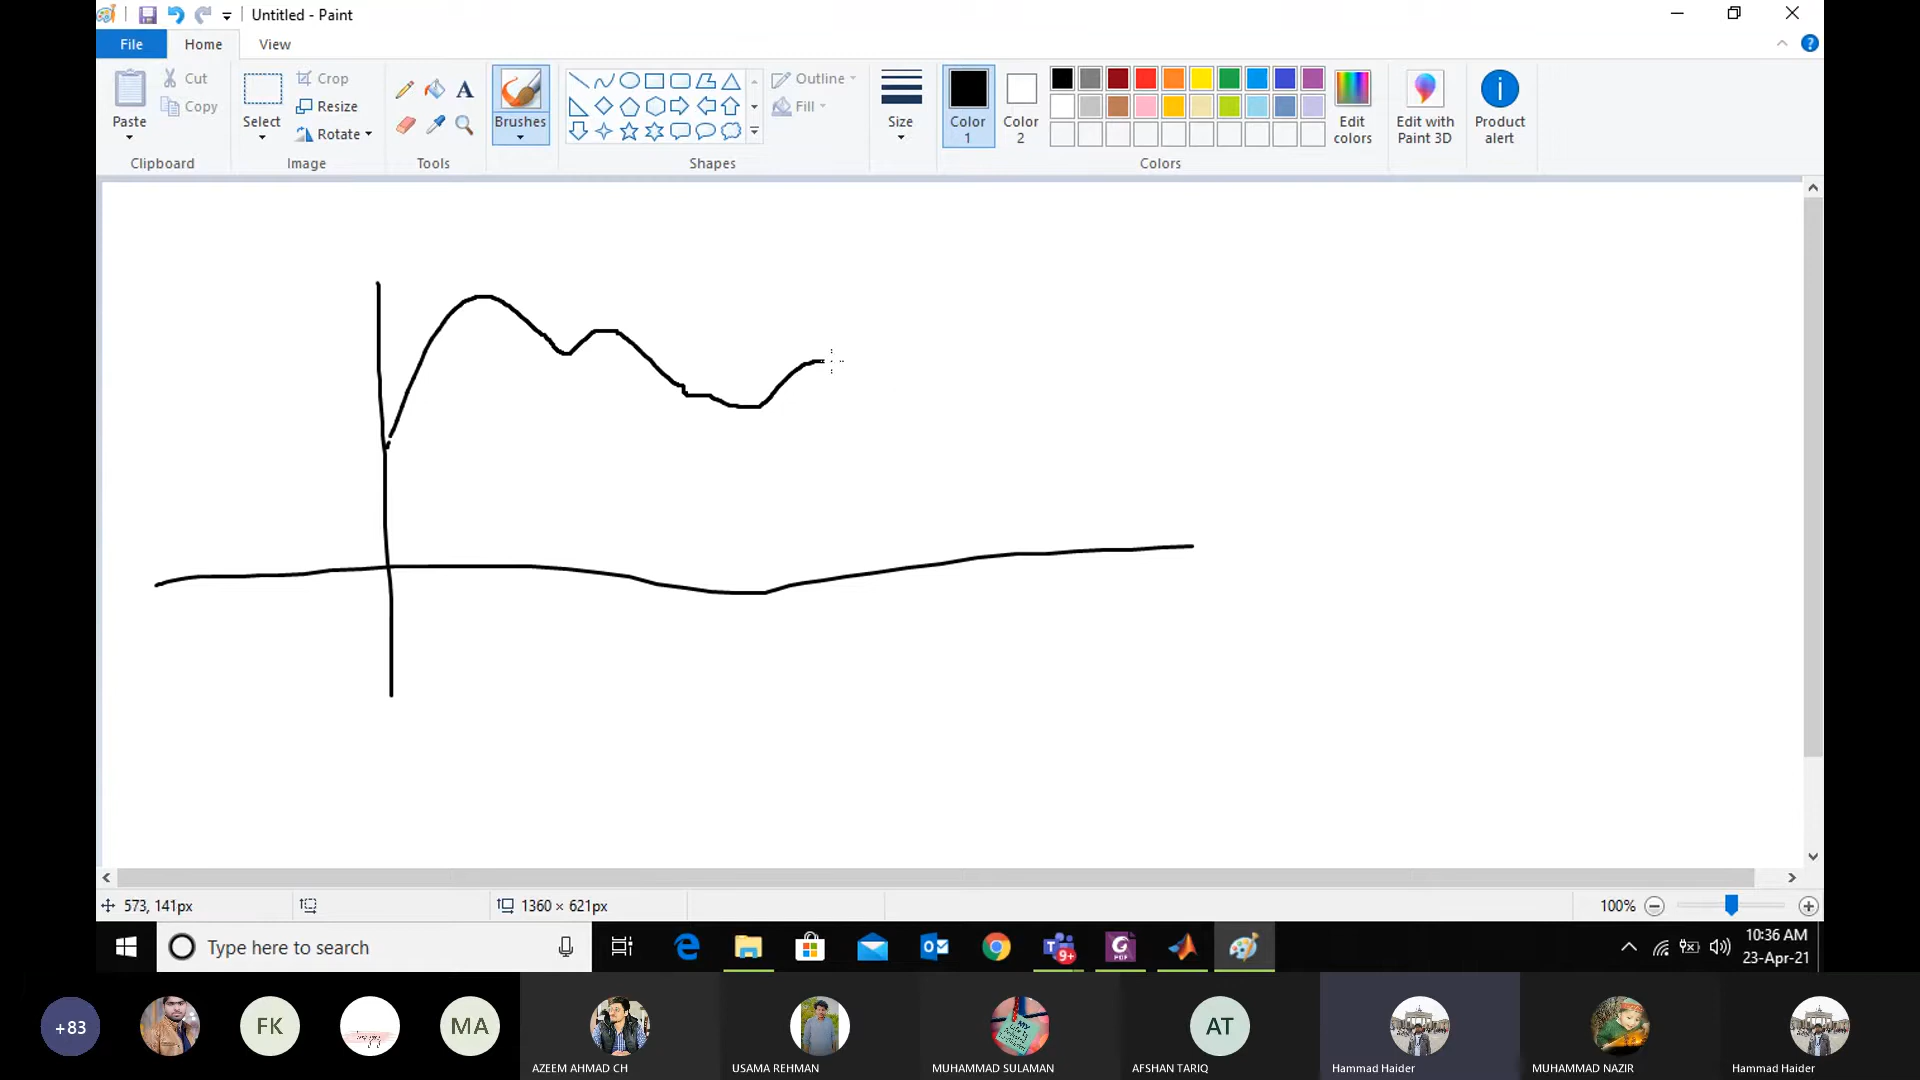 Untitled - Paint
File Home View
Paste Cut Copy
Clipboard
Select Crop Resize Rotate
Image
A
Tools
Brushes
Outline
Fill
Shapes
Size
Color 1
Color 2
Edit colors
Colors
Edit with Paint 3D
Product alert
573, 141px
1360 × 621px
100%
Type here to search
9+
G
PDF
10:36 AM
23-Apr-21
+83
FK
MA
AT
AZEEM AHMAD CH
USAMA REHMAN
MUHAMMAD SULAMAN
AFSHAN TARIQ
Hammad Haider
MUHAMMAD NAZIR
Hammad Haider